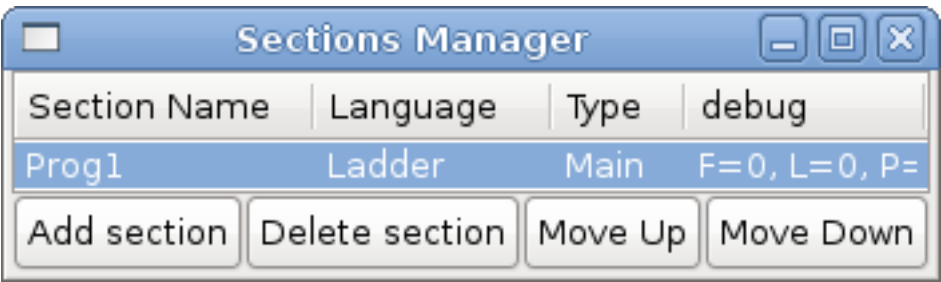 Sections Manager
Section Name Language Type debug
Prog1 Ladder Main F=0, L=0, P=
Add section Delete section Move Up Move Down